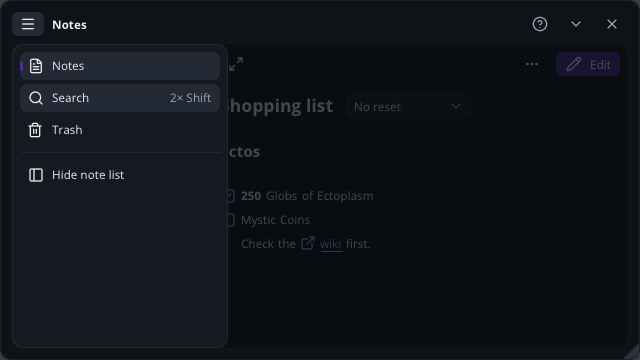 Notes
Notes
Edit
Search 2× Shift
hopping list No reset
Trash
ctos
Hide note list
250 Globs of Ectoplasm
Mystic Coins
Check the wiki first.